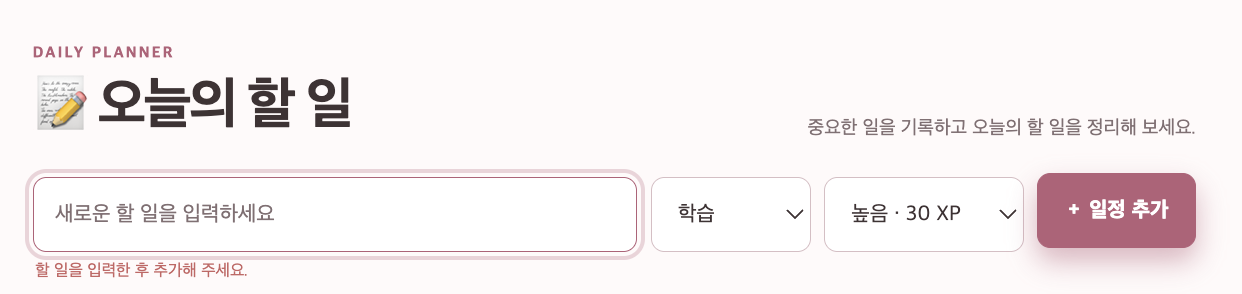 DAILY PLANNER
오늘의 할 일
중요한 일을 기록하고 오늘의 할 일을 정리해 보세요.
새로운 할 일을 입력하세요
학습
높음 · 30 XP
+ 일정 추가
할 일을 입력한 후 추가해 주세요.